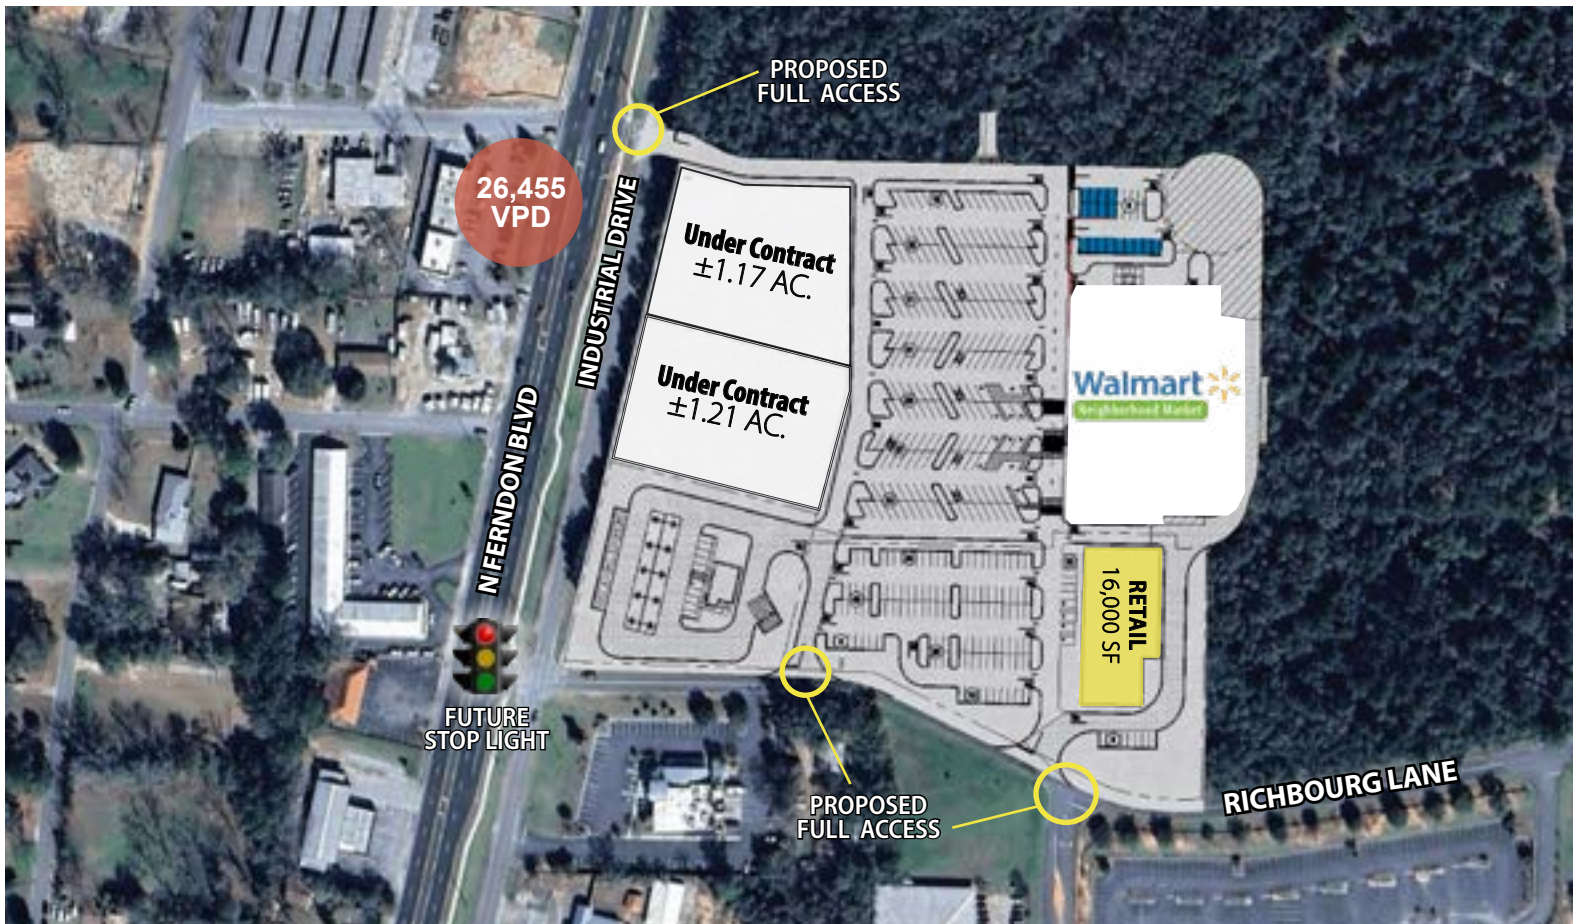 PROPOSED
FULL ACCESS
26,455
VPD
INDUSTRIAL DRIVE
Under Contract
±1.17 AC.
Under Contract
±1.21 AC.
Walmart
Neighborhood Market
N FERNDON BLVD
RETAIL
16,000 SF
FUTURE
STOP LIGHT
PROPOSED
FULL ACCESS
RICHBOURG LANE